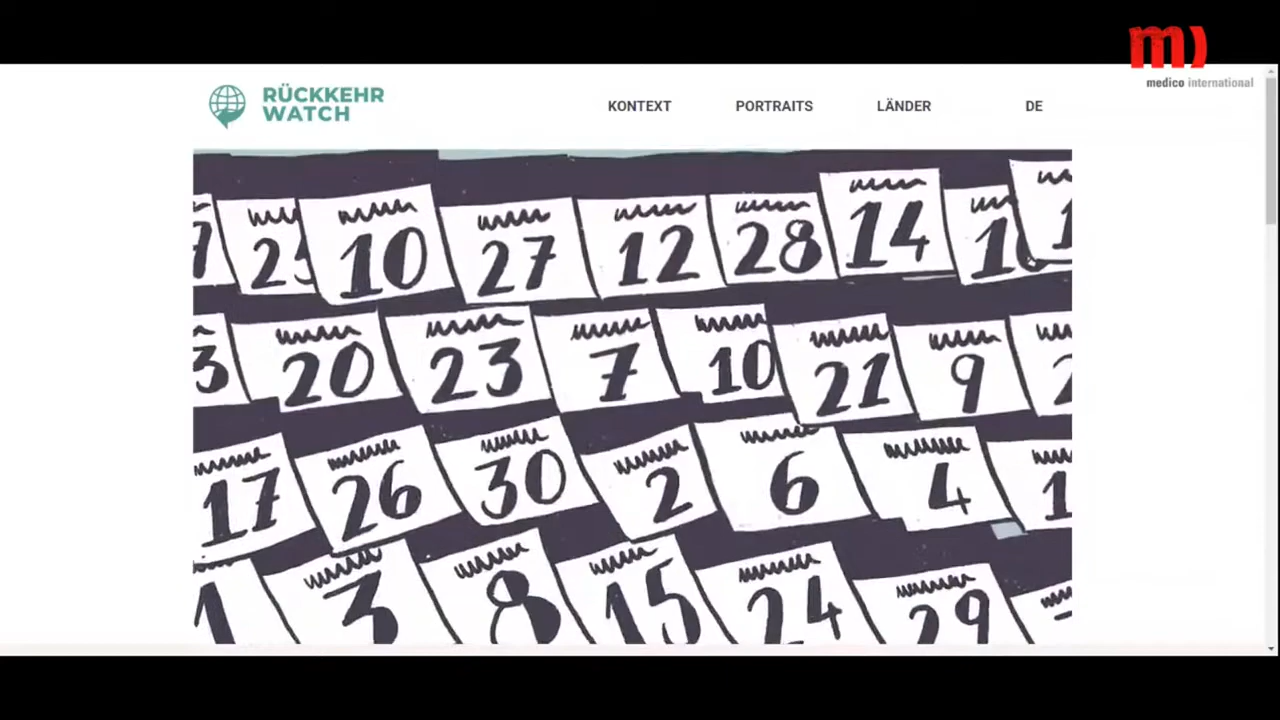 medico international
RÜCKKEHR
WATCH
KONTEXT PORTRAITS LÄNDER DE
10 27 12 28 14
20 23 7 10 21 9
17 26 30 2 6 4
3 8 15 24 29